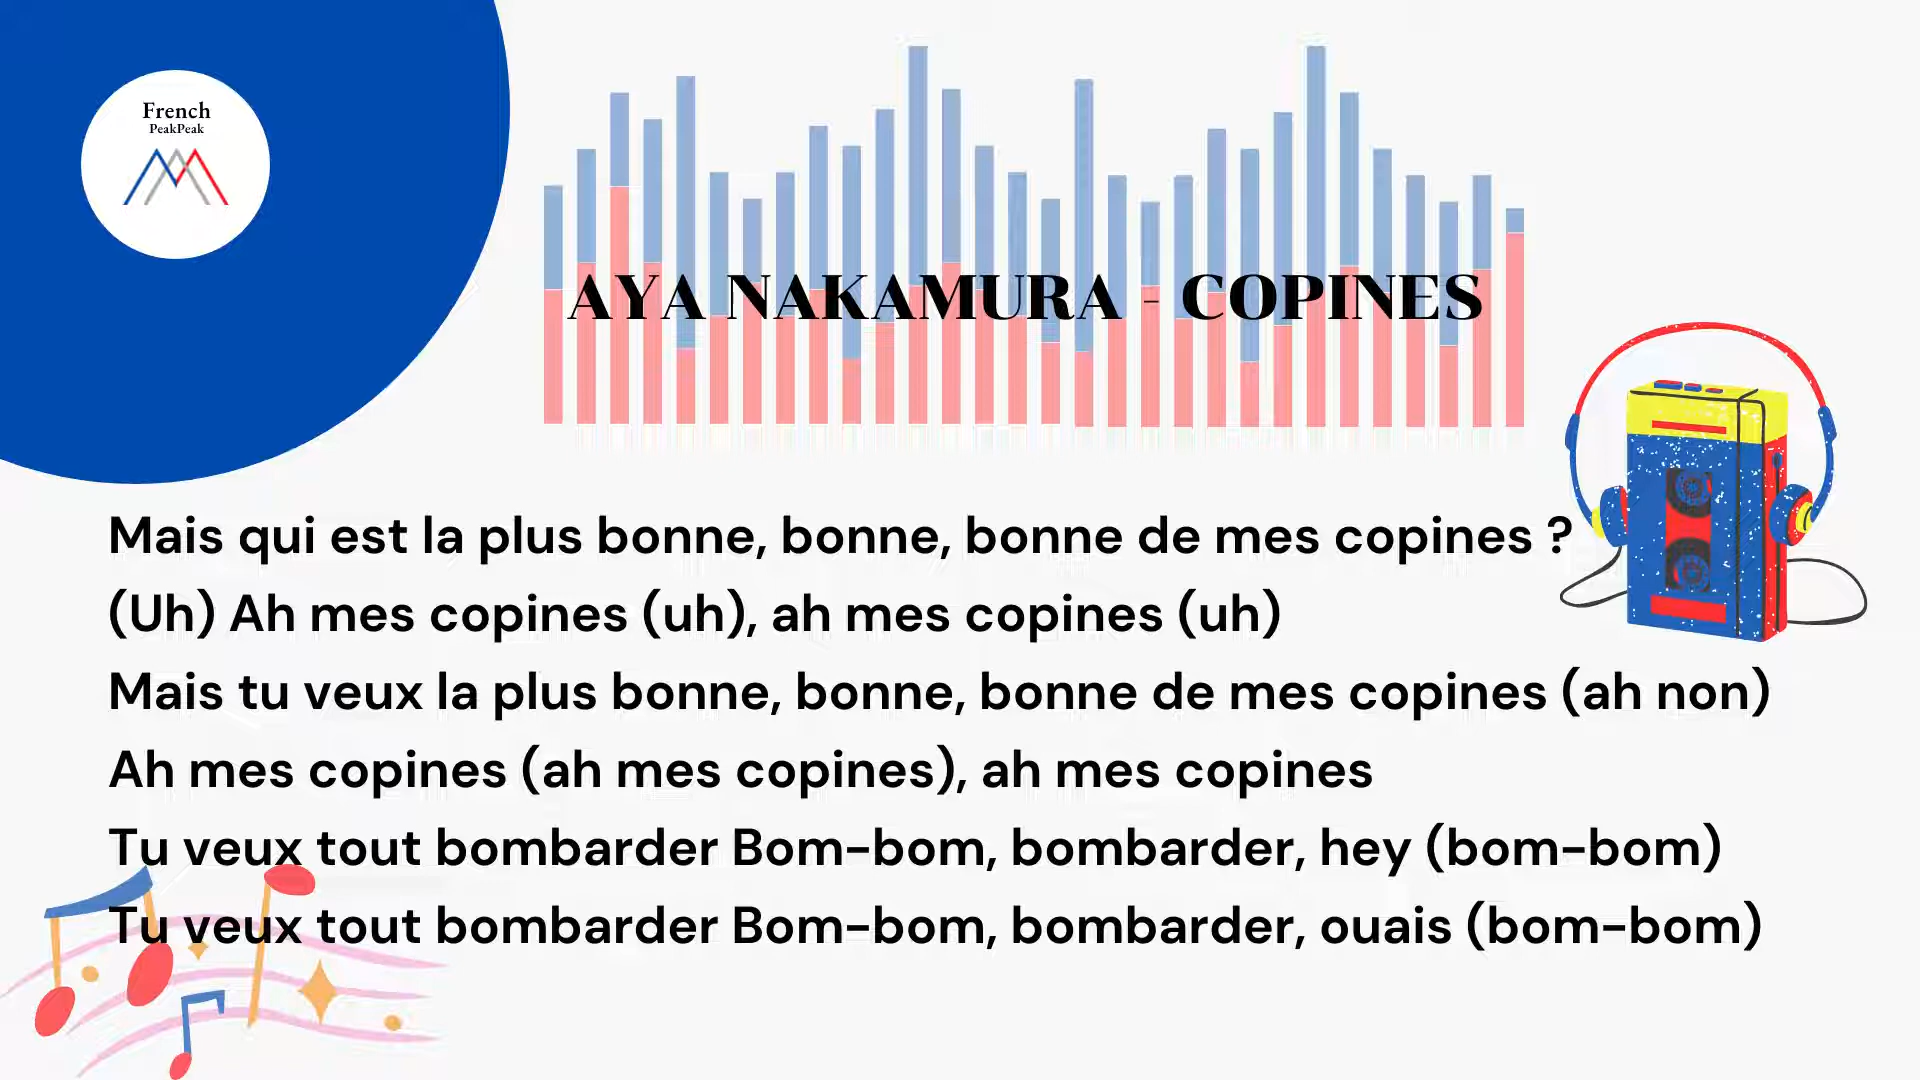 French
PeakPeak
AYA NAKAMURA - COPINES
Mais qui est la plus bonne, bonne, bonne de mes copines ?
(Uh) Ah mes copines (uh), ah mes copines (uh)
Mais tu veux la plus bonne, bonne, bonne de mes copines (ah non)
Ah mes copines (ah mes copines), ah mes copines
Tu veux tout bombarder Bom-bom, bombarder, hey (bom-bom)
Tu veux tout bombarder Bom-bom, bombarder, ouais (bom-bom)